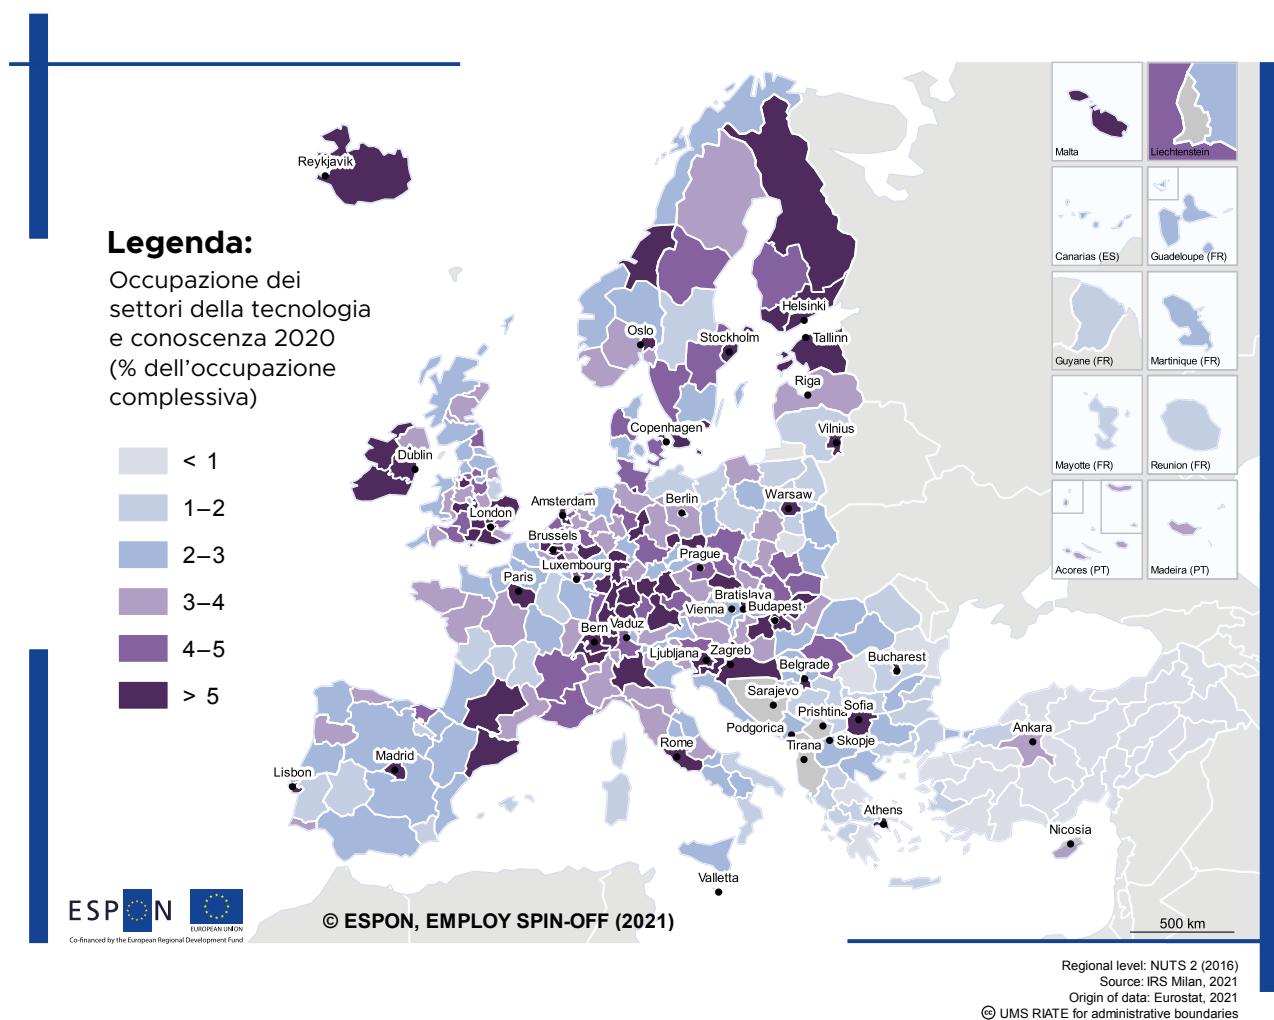 Legenda:
Occupazione dei
settori della tecnologia
e conoscenza 2020
(% dell’occupazione
complessiva)
< 1
1–2
2–3
3–4
4–5
> 5
Reykjavik
Oslo
Stockholm
Helsinki
Tallinn
Riga
Vilnius
Copenhagen
Dublin
London
Amsterdam
Brussels
Luxembourg
Paris
Berlin
Warsaw
Prague
Bratislava
Vienna
Budapest
Bern
Vaduz
Ljubljana
Zagreb
Belgrade
Bucharest
Sarajevo
Prishtina
Sofia
Podgorica
Skopje
Tirana
Rome
Madrid
Lisbon
Athens
Ankara
Nicosia
Valletta
Malta
Liechtenstein
Canarias (ES)
Guadeloupe (FR)
Guyane (FR)
Martinique (FR)
Mayotte (FR)
Reunion (FR)
Acores (PT)
Madeira (PT)
ESPON
EUROPEAN UNION
Co-financed by the European Regional Development Fund
© ESPON, EMPLOY SPIN-OFF (2021)
500 km
Regional level: NUTS 2 (2016)
Source: IRS Milan, 2021
Origin of data: Eurostat, 2021
cc UMS RIATE for administrative boundaries